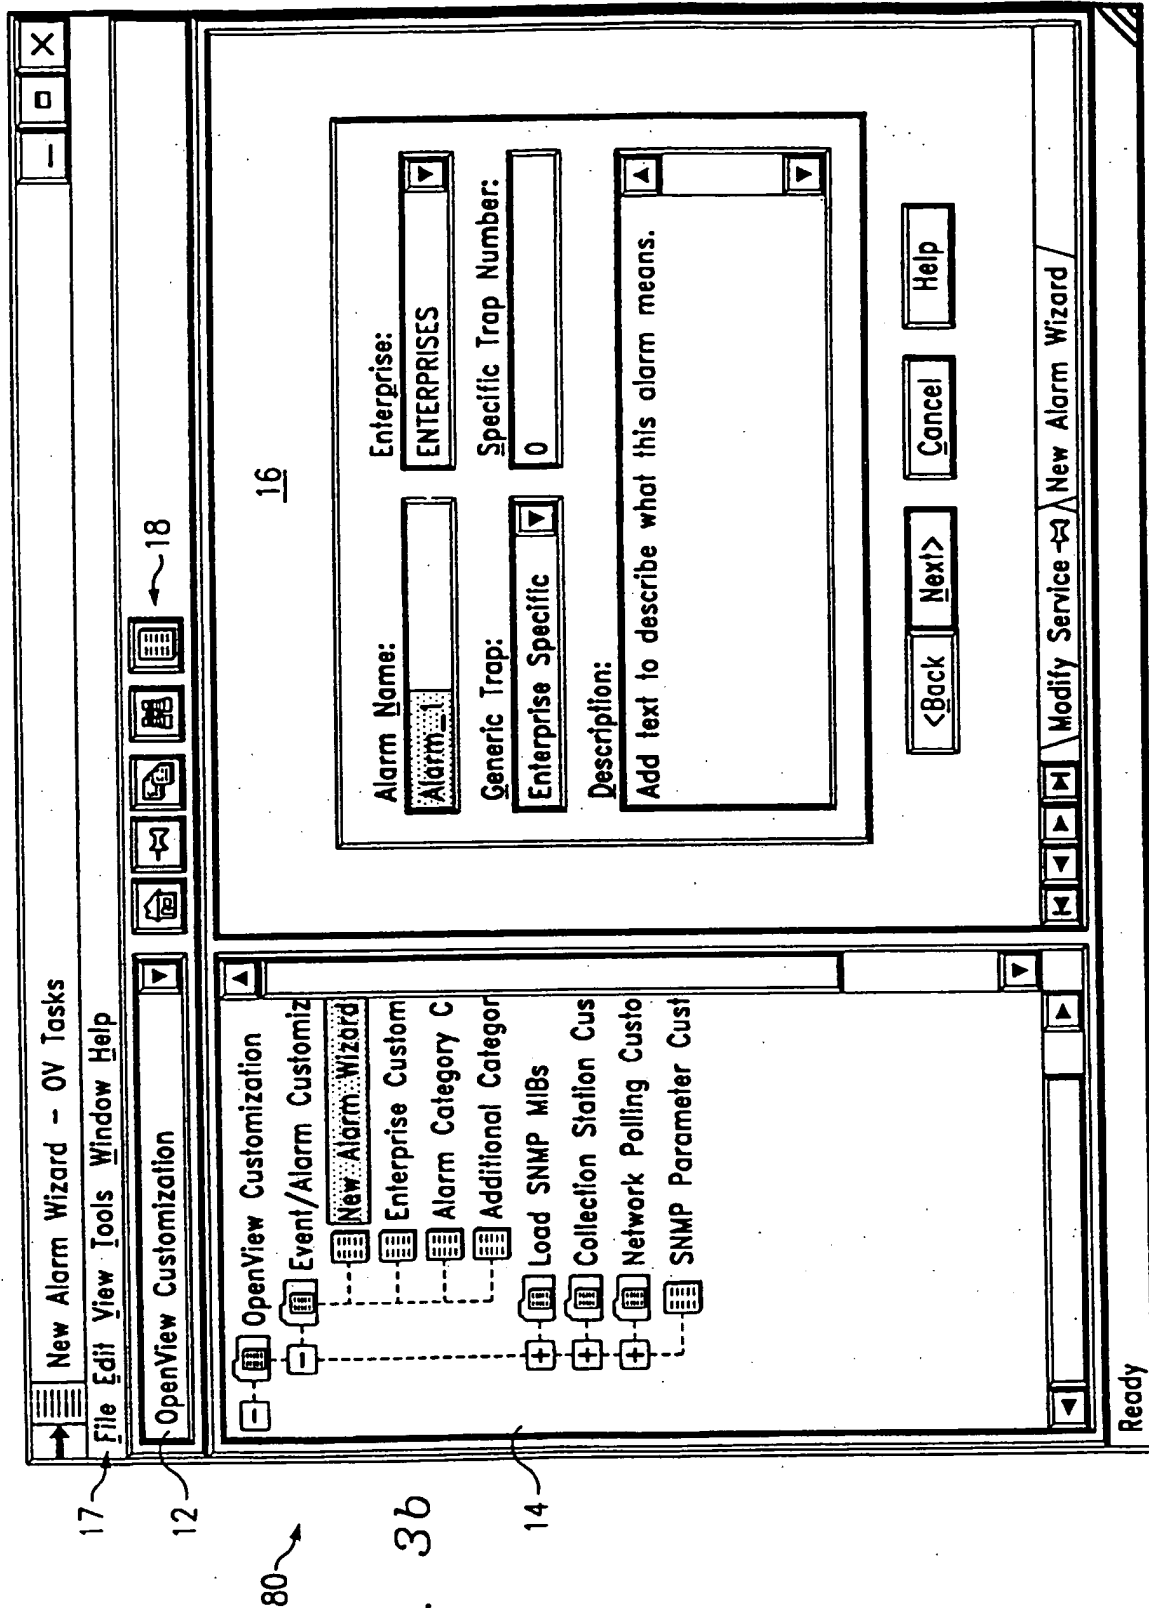 New Alarm Wizard - OV Tasks
File Edit View Tools Window Help
OpenView Customization
17
12
18
80
14
16
3b
OpenView Customization
Event/Alarm Customiz
New Alarm Wizard
Enterprise Custom
Alarm Category C
Additional Categor
Load SNMP MIBs
Collection Station Cus
Network Polling Custo
SNMP Parameter Cust
Alarm Name:
Enterprise:
Alarm_1
ENTERPRISES
Generic Trap:
Specific Trap Number:
Enterprise Specific
0
Description:
Add text to describe what this alarm means.
<Back
Next>
Cancel
Help
Modify Service
New Alarm Wizard
Ready